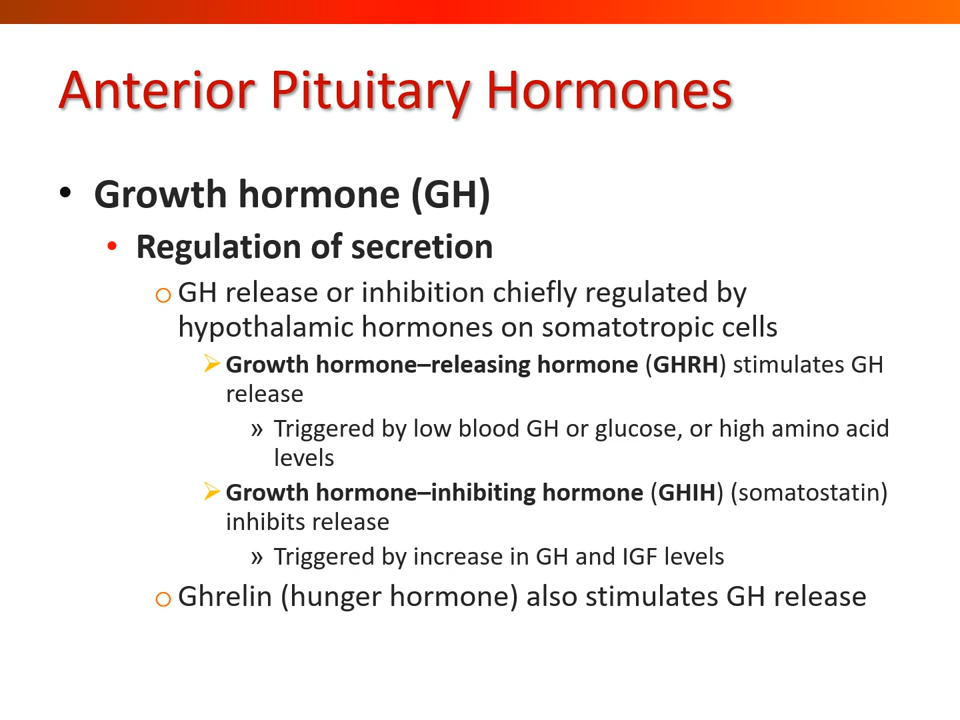 Anterior Pituitary Hormones
• Growth hormone (GH)
• Regulation of secretion
o GH release or inhibition chiefly regulated by
hypothalamic hormones on somatotropic cells
➢ Growth hormone–releasing hormone (GHRH) stimulates GH
release
» Triggered by low blood GH or glucose, or high amino acid
levels
➢ Growth hormone–inhibiting hormone (GHIH) (somatostatin)
inhibits release
» Triggered by increase in GH and IGF levels
o Ghrelin (hunger hormone) also stimulates GH release